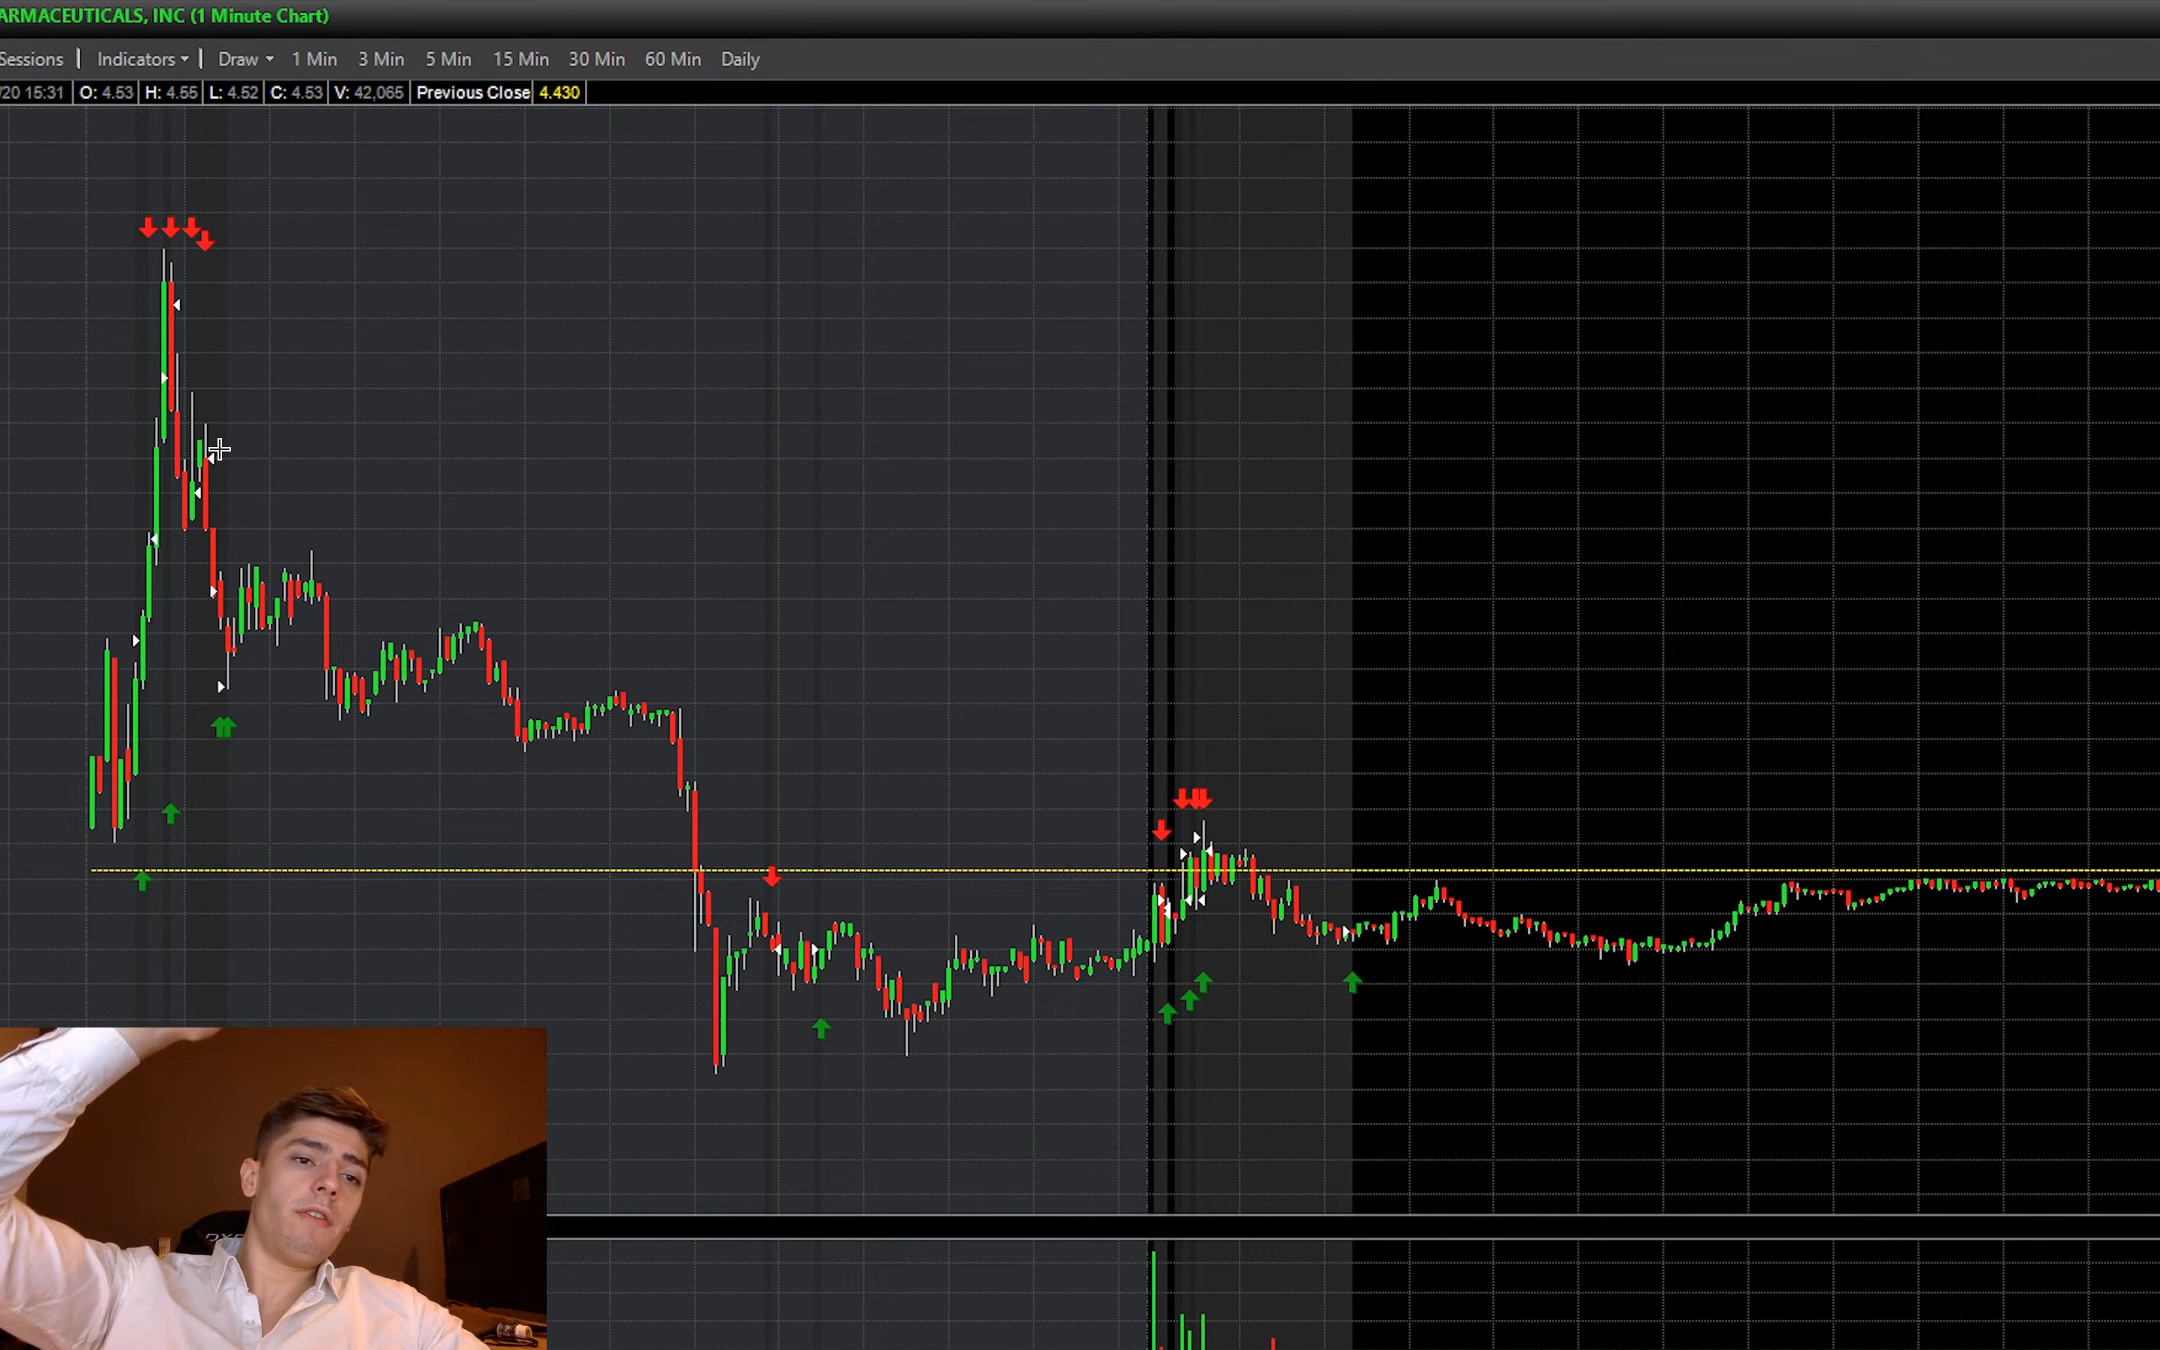 ARMACEUTICALS, INC (1 Minute Chart)
Sessions | Indicators | Draw 1 Min 3 Min 5 Min 15 Min 30 Min 60 Min Daily
/20 15:31 O: 4.53 H: 4.55 L: 4.52 C: 4.53 V: 42,065 Previous Close 4.430